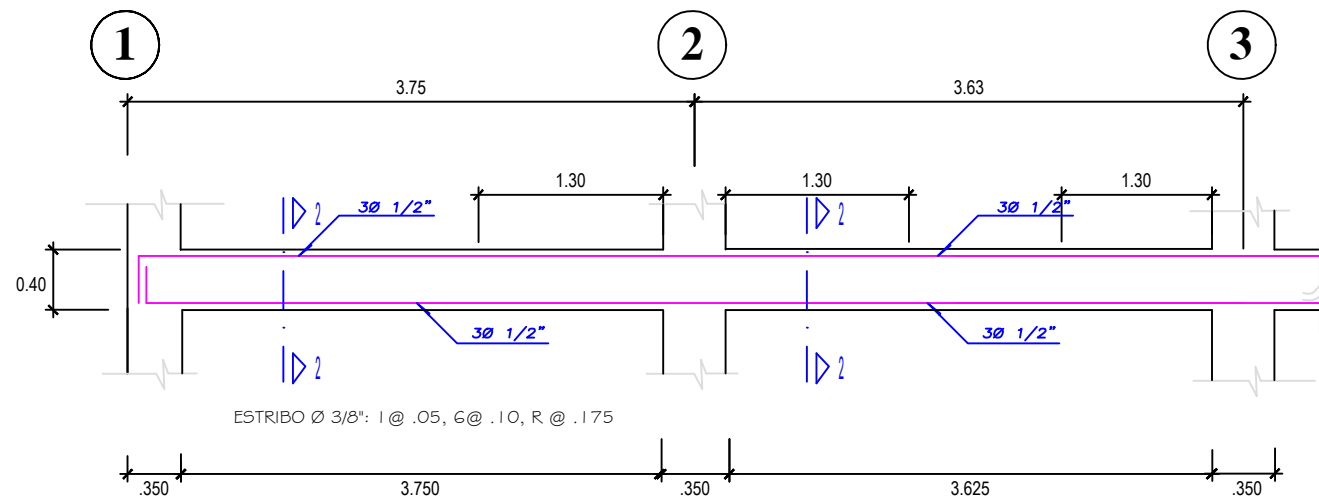 1 2 3
3.75 3.63
1.30 1.30 1.30
2 3Ø 1/2" 2 3Ø 1/2"
0.40
3Ø 1/2" 3Ø 1/2"
2 2
ESTRIBO Ø 3/8": 1@ .05, 6@ .10, R @ .175
.350 3.750 .350 3.625 .350